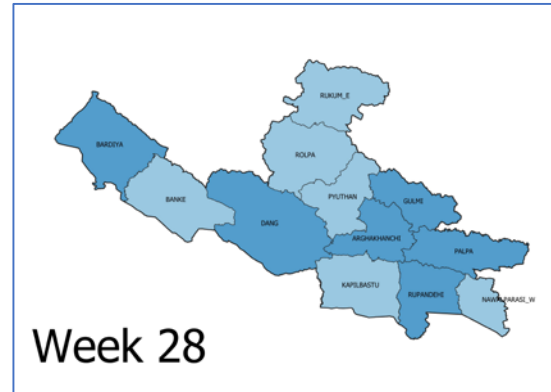 RUKUM_E
BARDIYA
ROLPA
BANKE
PYUTHAN
GULMI
DANG
ARGHAKHANCHI
PALPA
KAPILBASTU
RUPANDEHI
NAWALPARASI_W
Week 28